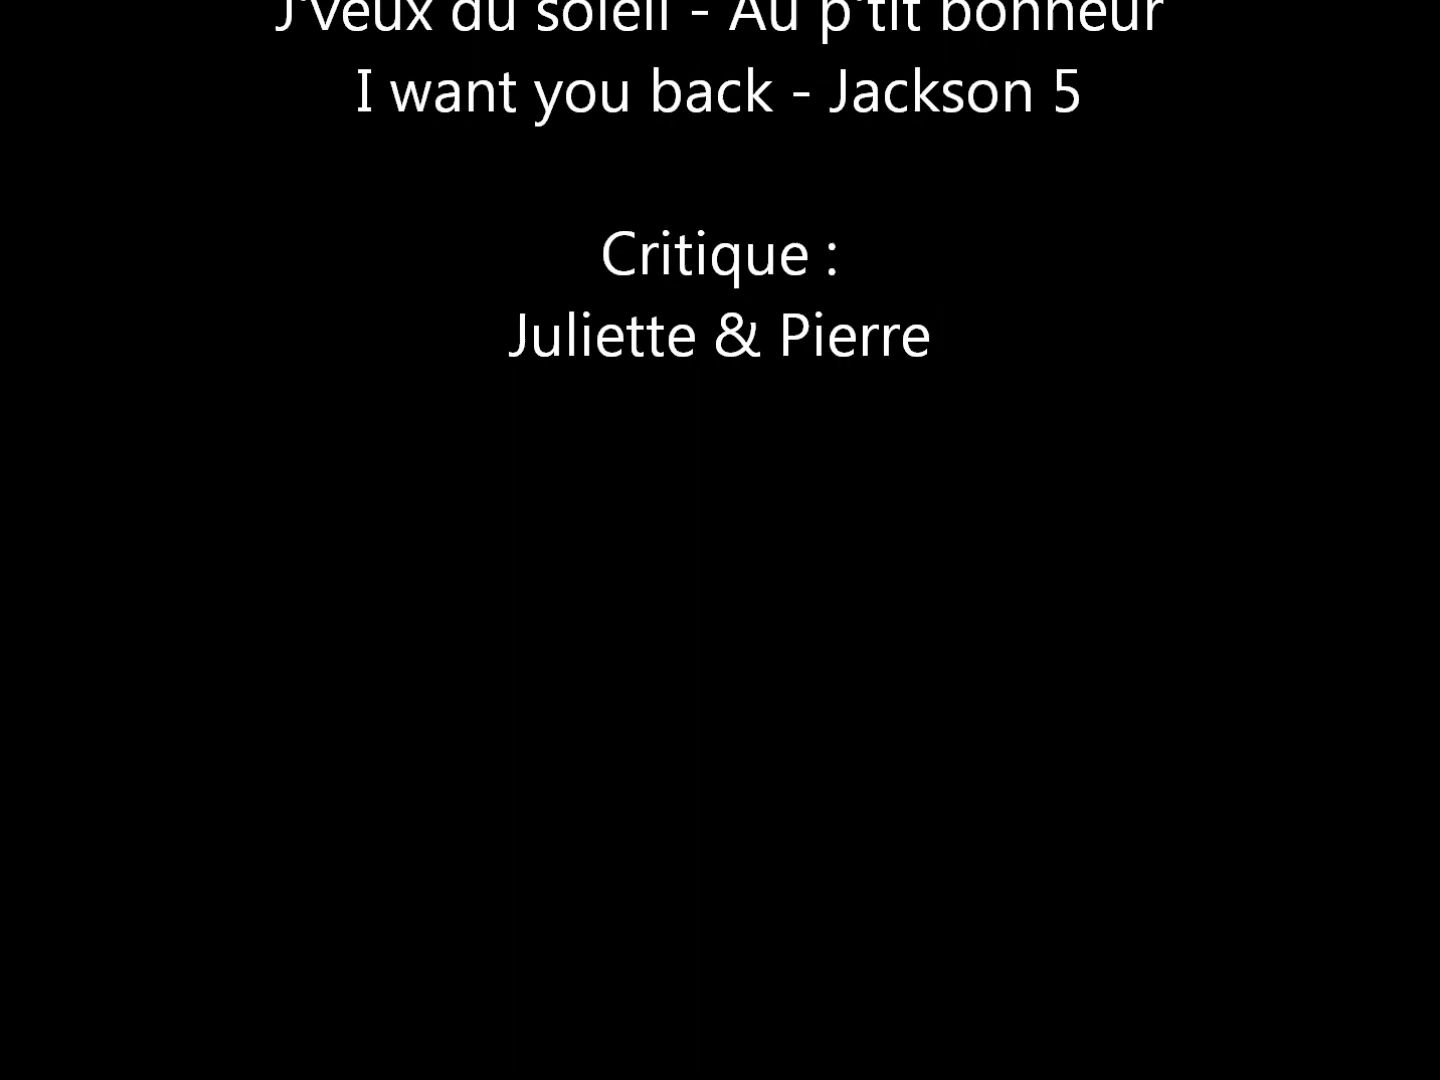 J'veux du soleil - Au p'tit bonheur
I want you back - Jackson 5
Critique :
Juliette & Pierre